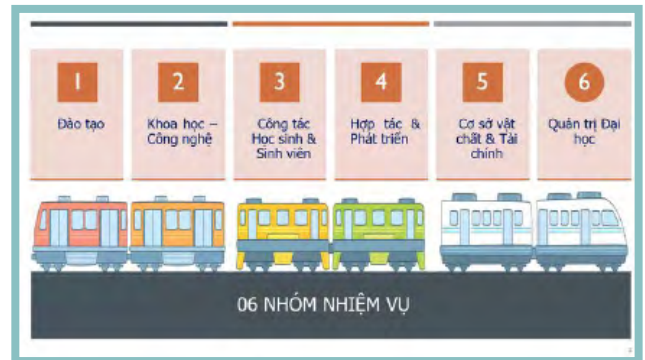 1
Đào tạo
2
Khoa học –
Công nghệ
3
Công tác
Học sinh &
Sinh viên
4
Hợp tác &
Phát triển
5
Cơ sở vật
chất & Tài
chính
6
Quản trị Đại
học
06 NHÓM NHIỆM VỤ